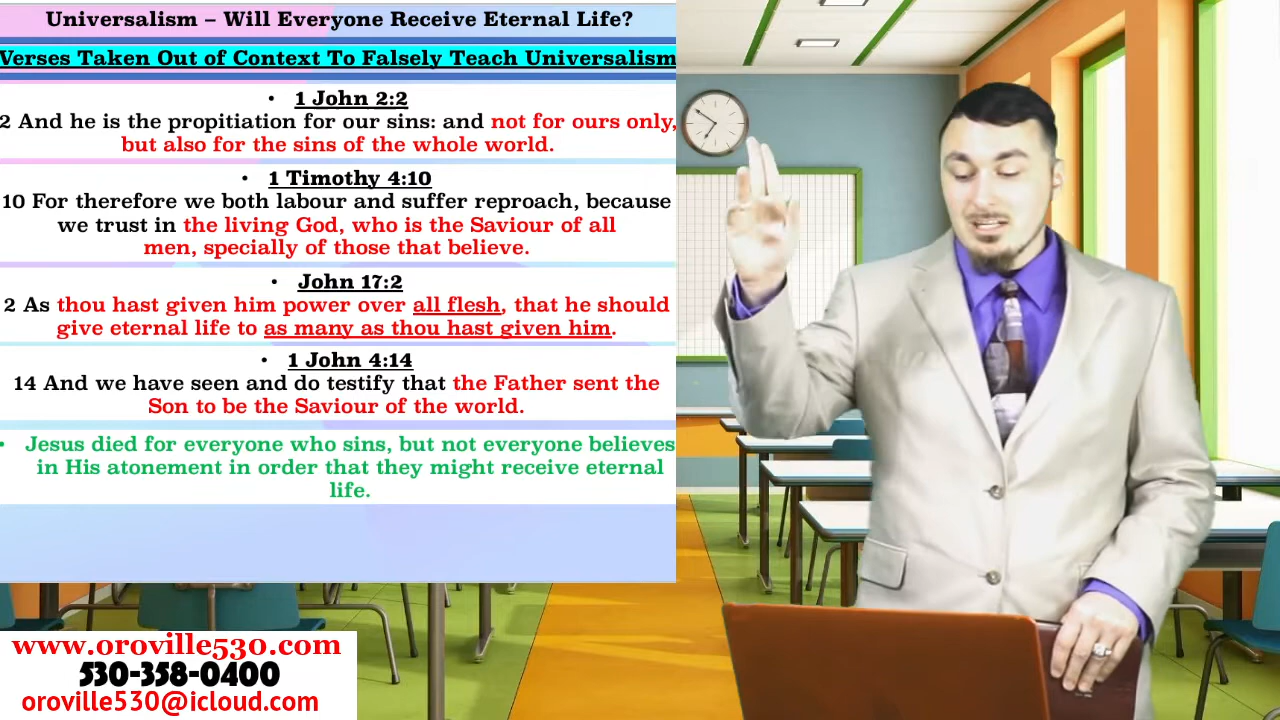 Universalism – Will Everyone Receive Eternal Life?
Verses Taken Out of Context To Falsely Teach Universalism
• 1 John 2:2
2 And he is the propitiation for our sins: and not for ours only,
but also for the sins of the whole world.
• 1 Timothy 4:10
10 For therefore we both labour and suffer reproach, because
we trust in the living God, who is the Saviour of all
men, specially of those that believe.
• John 17:2
2 As thou hast given him power over all flesh, that he should
give eternal life to as many as thou hast given him.
• 1 John 4:14
14 And we have seen and do testify that the Father sent the
Son to be the Saviour of the world.
• Jesus died for everyone who sins, but not everyone believes
in His atonement in order that they might receive eternal
life.
www.oroville530.com
530-358-0400
oroville530@icloud.com